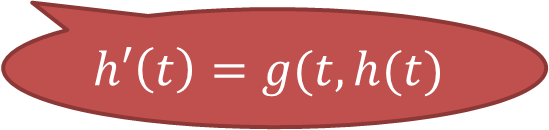 h′(t) = g(t, h(t)